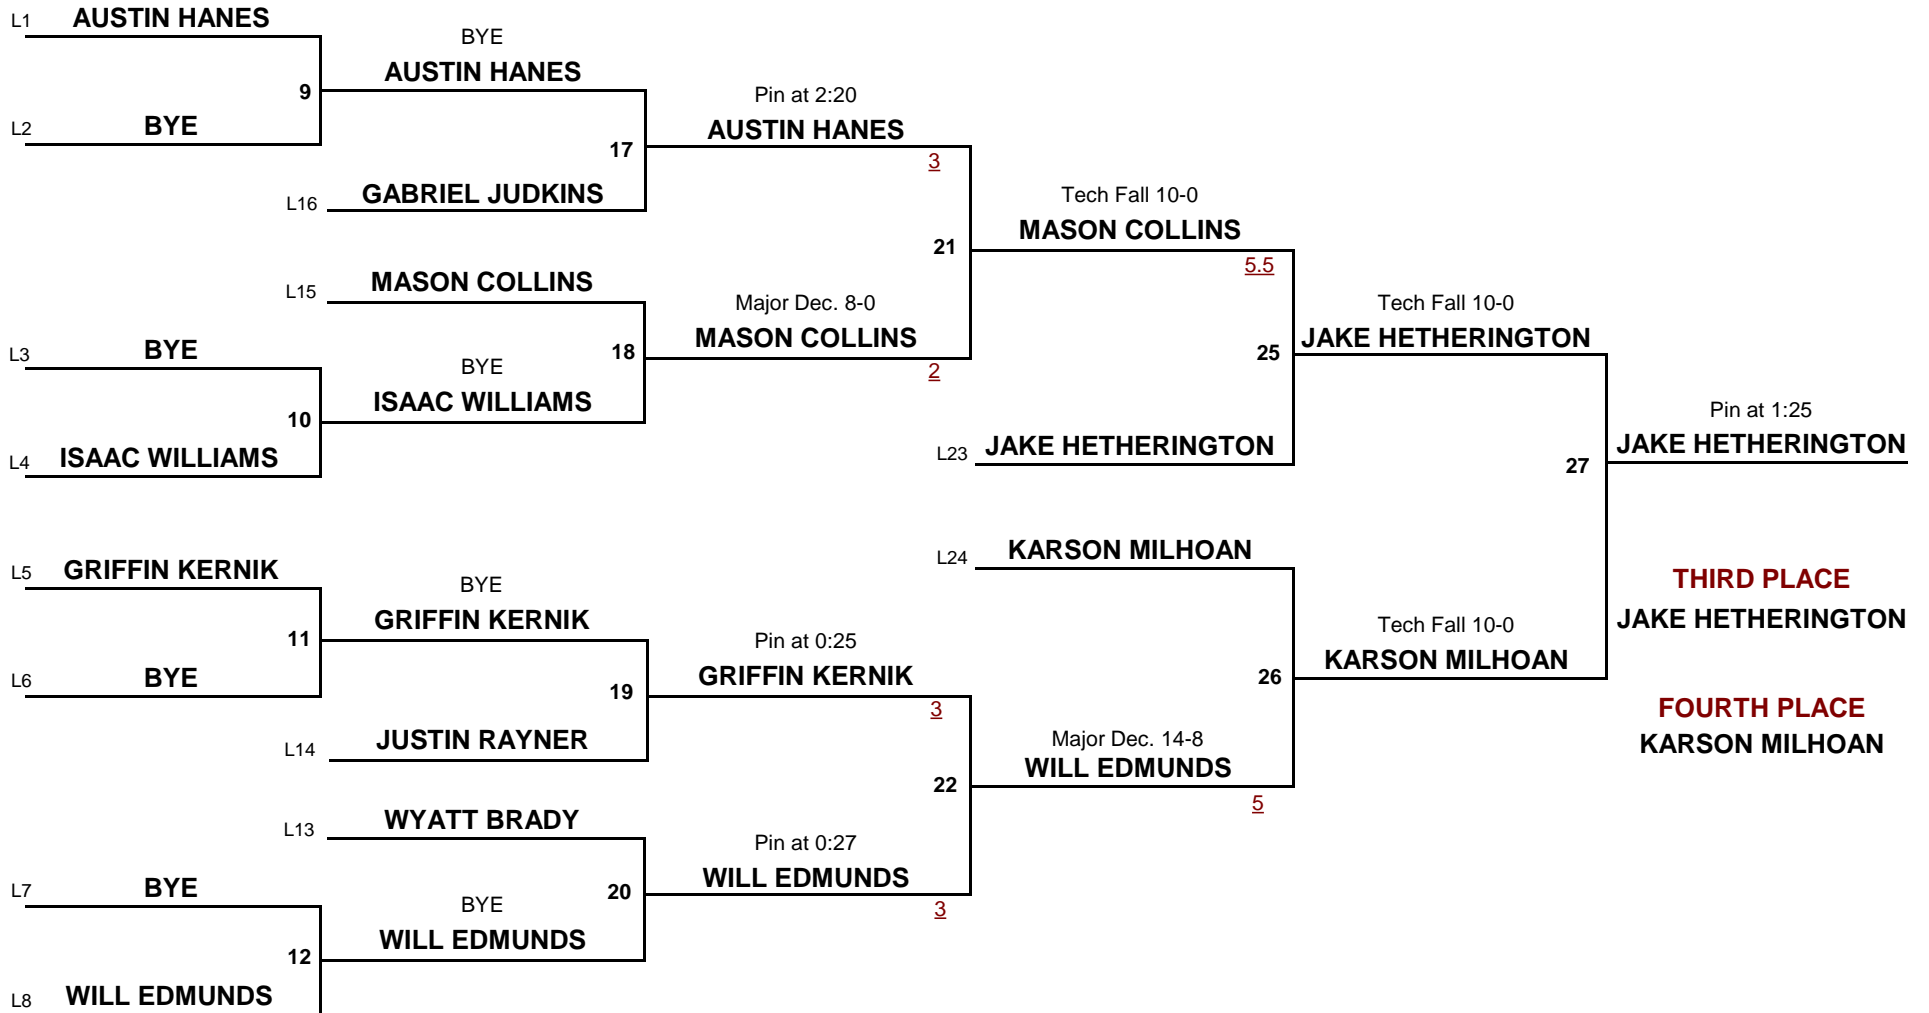 L1 AUSTIN HANES
BYE
AUSTIN HANES
9
L2 BYE
Pin at 2:20
AUSTIN HANES
3
17
L16 GABRIEL JUDKINS
Tech Fall 10-0
MASON COLLINS
5.5
21
L15 MASON COLLINS
Major Dec. 8-0
MASON COLLINS
2
18
L3 BYE
BYE
ISAAC WILLIAMS
10
L4 ISAAC WILLIAMS
Tech Fall 10-0
JAKE HETHERINGTON
25
L23 JAKE HETHERINGTON
Pin at 1:25
JAKE HETHERINGTON
27
L24 KARSON MILHOAN
L5 GRIFFIN KERNIK
BYE
GRIFFIN KERNIK
11
L6 BYE
Pin at 0:25
GRIFFIN KERNIK
3
19
L14 JUSTIN RAYNER
Tech Fall 10-0
KARSON MILHOAN
26
THIRD PLACE
JAKE HETHERINGTON
FOURTH PLACE
KARSON MILHOAN
Major Dec. 14-8
WILL EDMUNDS
5
22
L13 WYATT BRADY
Pin at 0:27
WILL EDMUNDS
3
20
L7 BYE
BYE
WILL EDMUNDS
12
L8 WILL EDMUNDS